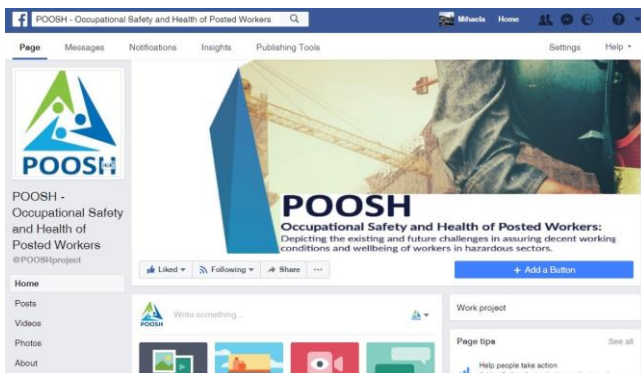 POOSH - Occupational Safety and Health of Posted Workers
Mihaela Home
Page Messages Notifications Insights Publishing Tools Settings Help
POOSH
POOSH -
Occupational Safety
and Health of
Posted Workers
@POOSHproject
Home
Posts
Videos
Photos
About
POOSH
Occupational Safety and Health of Posted Workers:
Depicting the existing and future challenges in assuring decent working
conditions and wellbeing of workers in hazardous sectors.
Liked Following Share ...
+ Add a Button
POOSH
Write something...
Work project
Page tips See all
Help people take action